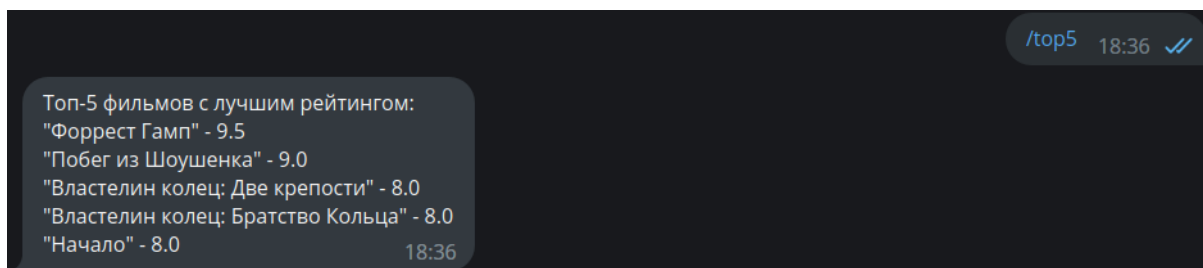 /top5 18:36
Топ-5 фильмов с лучшим рейтингом:
"Форрест Гамп" - 9.5
"Побег из Шоушенка" - 9.0
"Властелин колец: Две крепости" - 8.0
"Властелин колец: Братство Кольца" - 8.0
"Начало" - 8.0
18:36